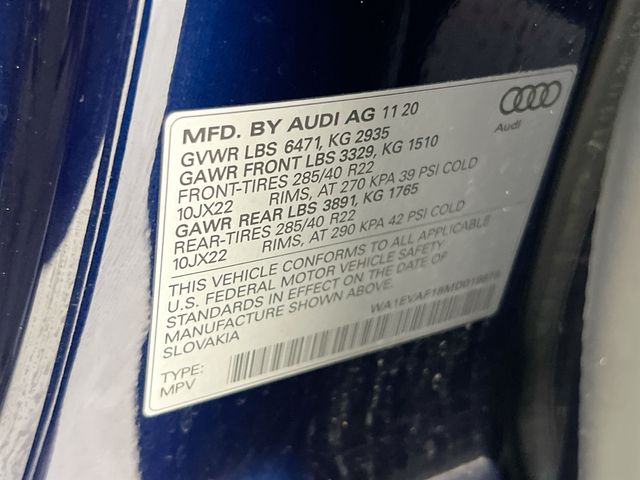 MFD. BY AUDI AG 11 20
Audi
GVWR LBS 6471, KG 2935
GAWR FRONT LBS 3329, KG 1510
FRONT-TIRES 285/40 R22
10JX22 RIMS, AT 270 KPA 39 PSI COLD
GAWR REAR LBS 3891, KG 1765
REAR-TIRES 285/40 R22
10JX22 RIMS, AT 290 KPA 42 PSI COLD
THIS VEHICLE CONFORMS TO ALL APPLICABLE
U.S. FEDERAL MOTOR VEHICLE SAFETY
STANDARDS IN EFFECT ON THE DATE OF
MANUFACTURE SHOWN ABOVE.
SLOVAKIA
TYPE:
MPV